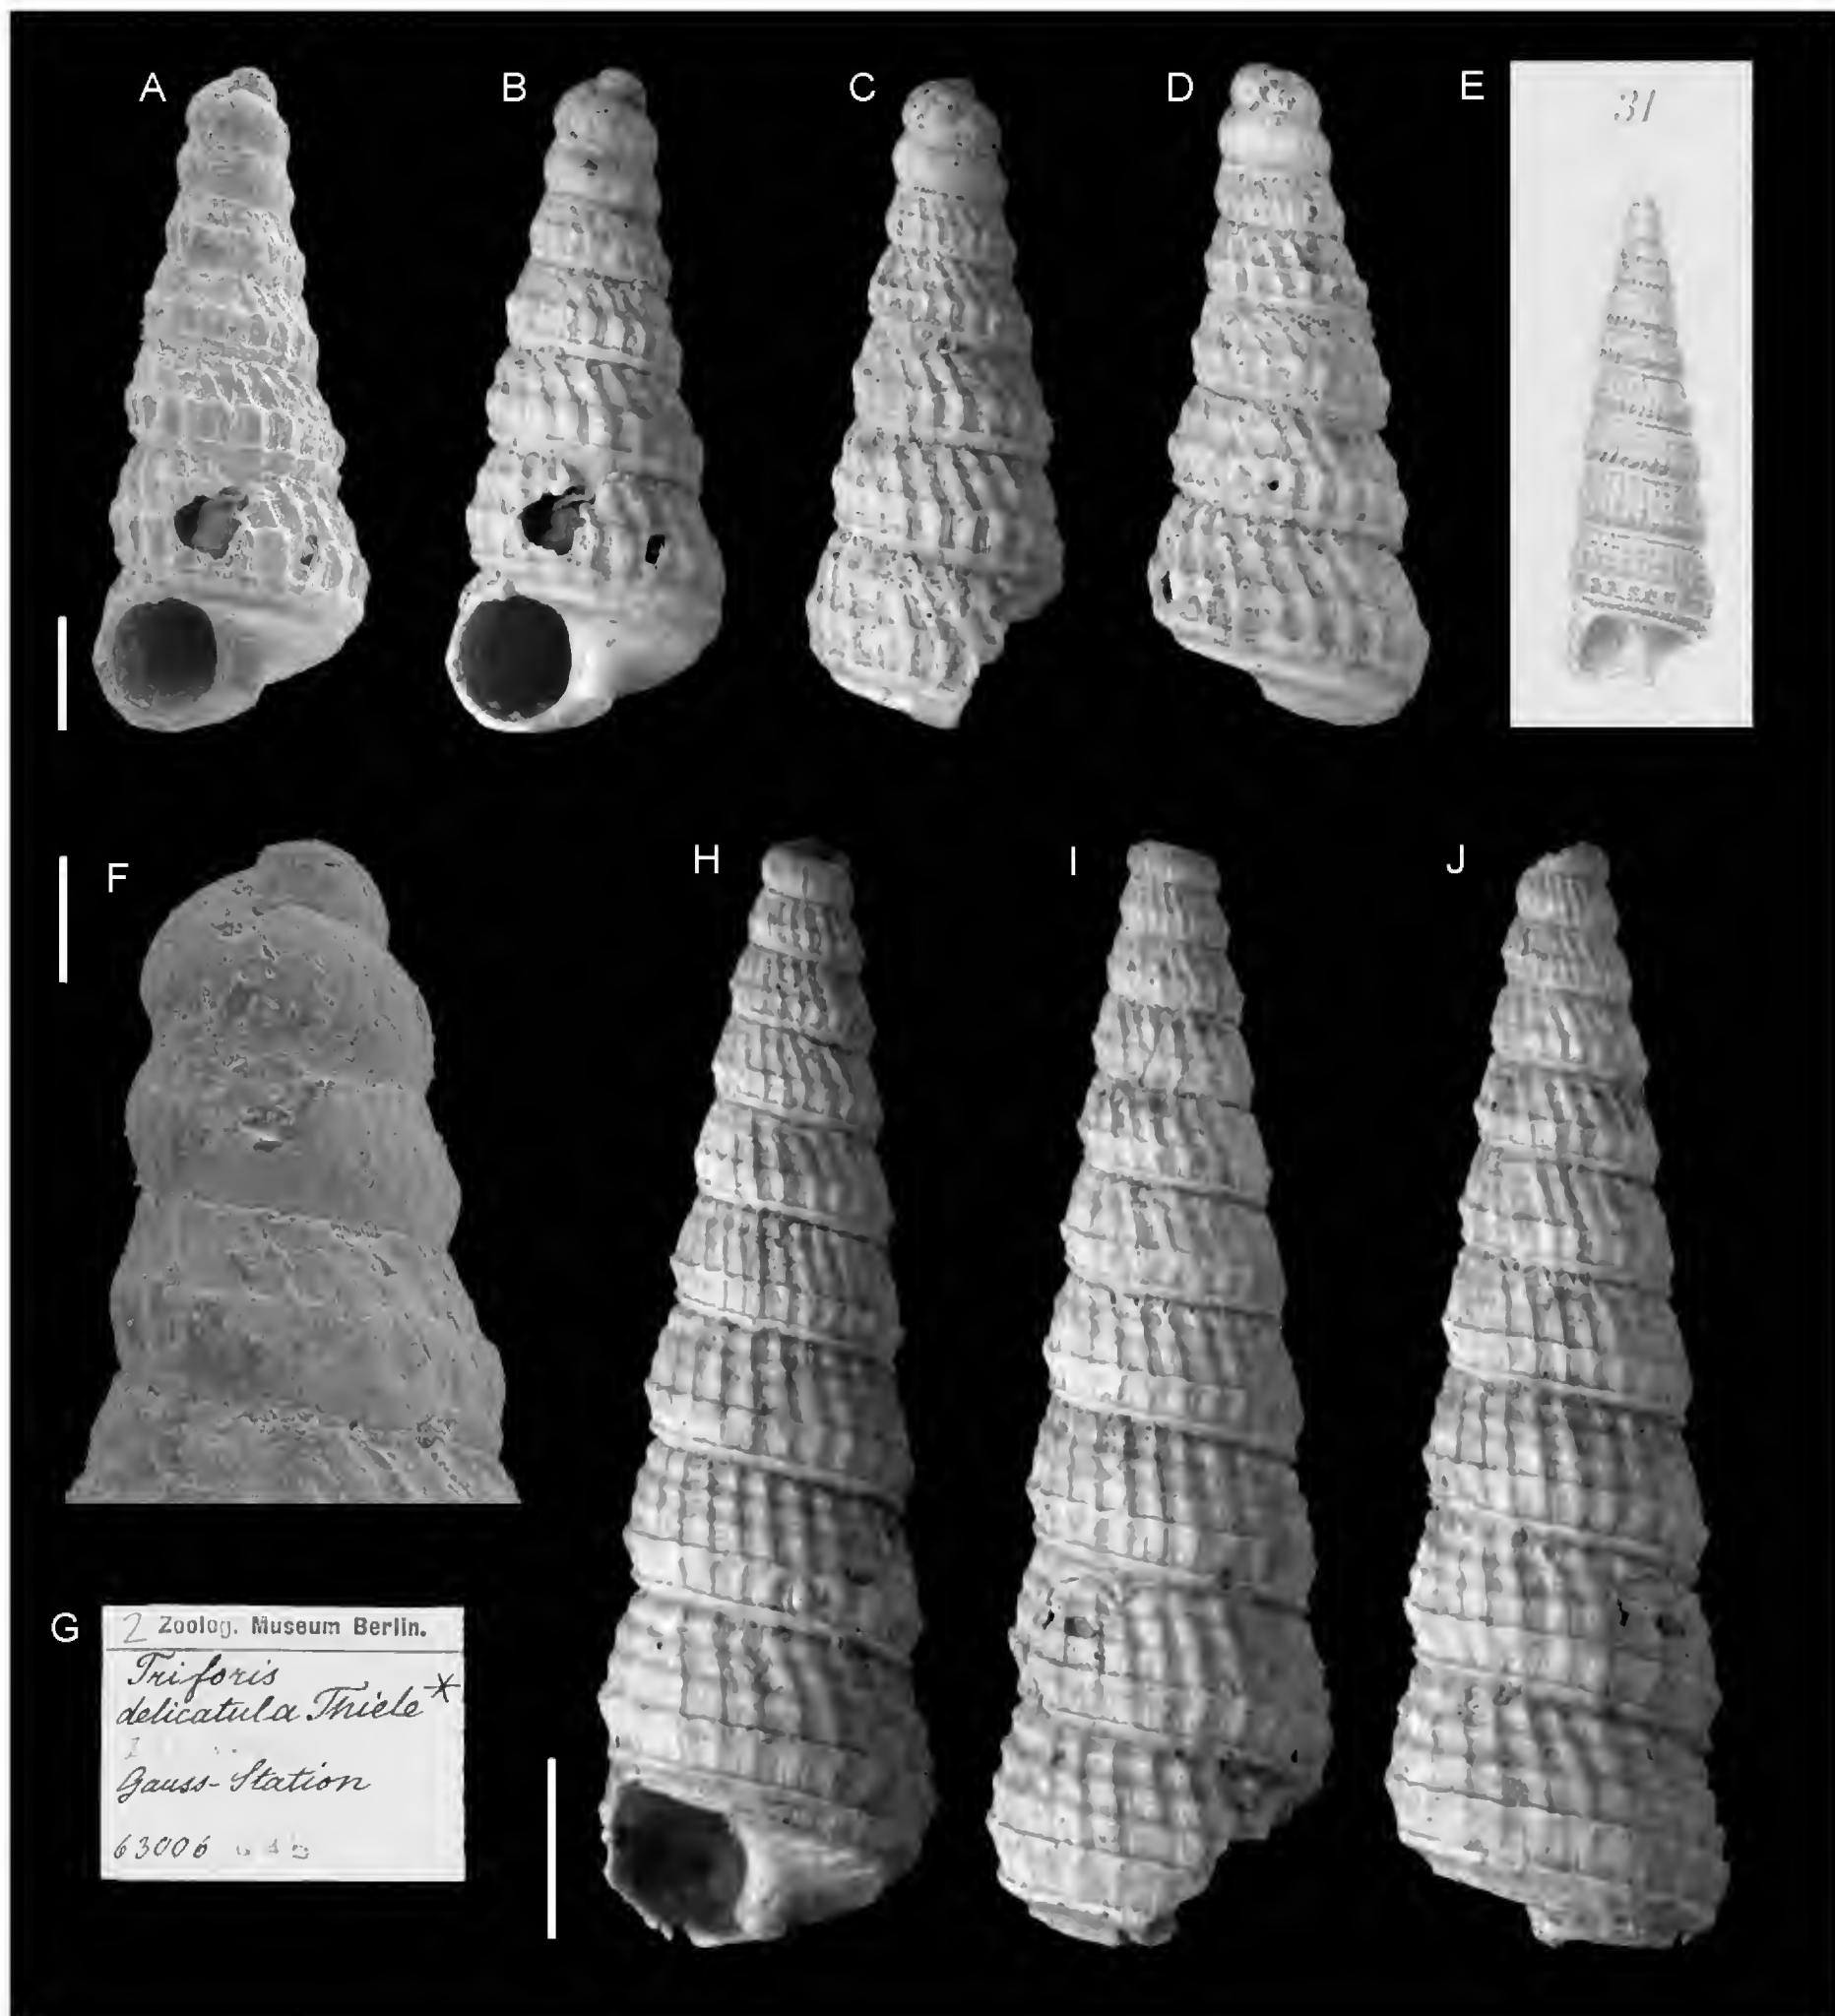 A
B
C
D
E
31
F
H
I
J
G
2 Zoolog. Museum Berlin.
Triforis
delicatula Thiele *
Gauss-Station
63006